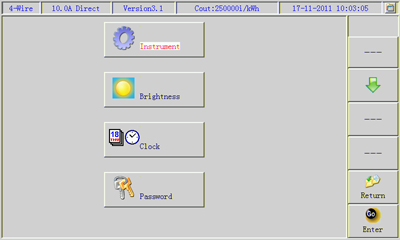 4-Wire 10.0A Direct Version3.1 Cout:2500001/kWh 17-11-2011 10:03:05
Instrument
---
Brightness
18
Clock
---
---
Password
Return
Go
Enter